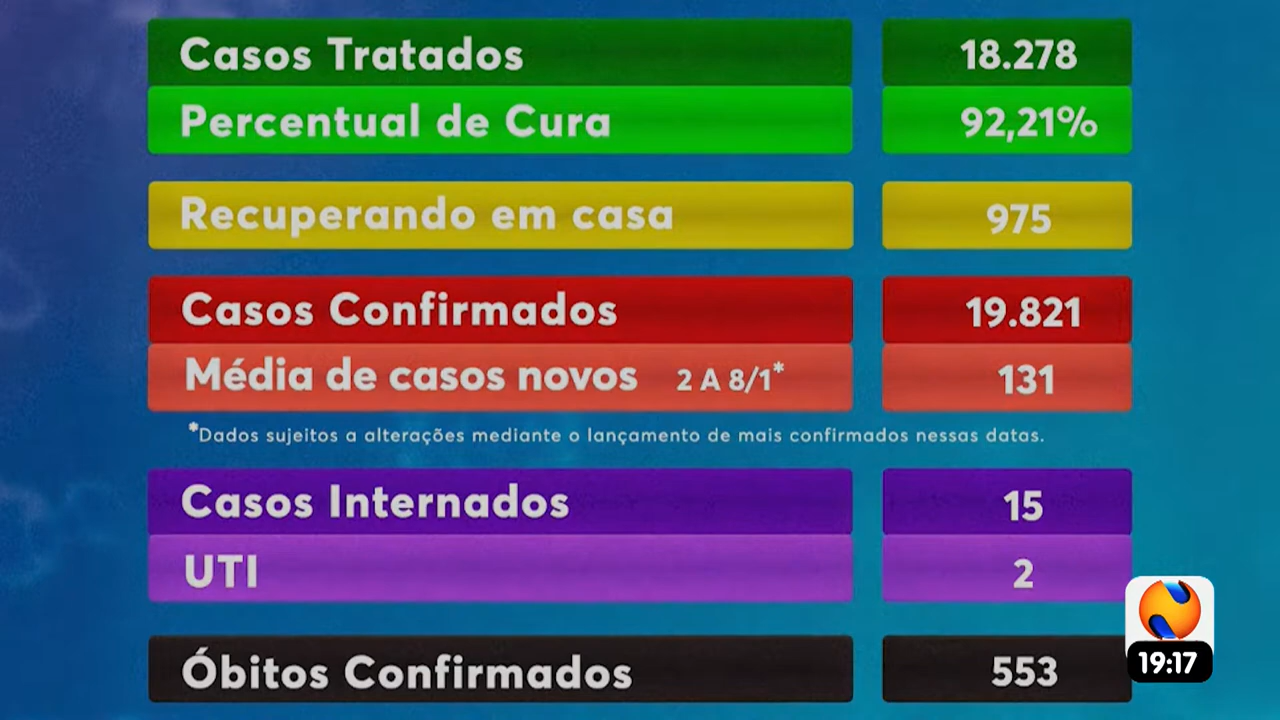 Casos Tratados 18.278
Percentual de Cura 92,21%
Recuperando em casa 975
Casos Confirmados 19.821
Média de casos novos 2 A 8/1* 131
*Dados sujeitos a alterações mediante o lançamento de mais confirmados nessas datas.
Casos Internados 15
UTI 2
Óbitos Confirmados 553
19:17